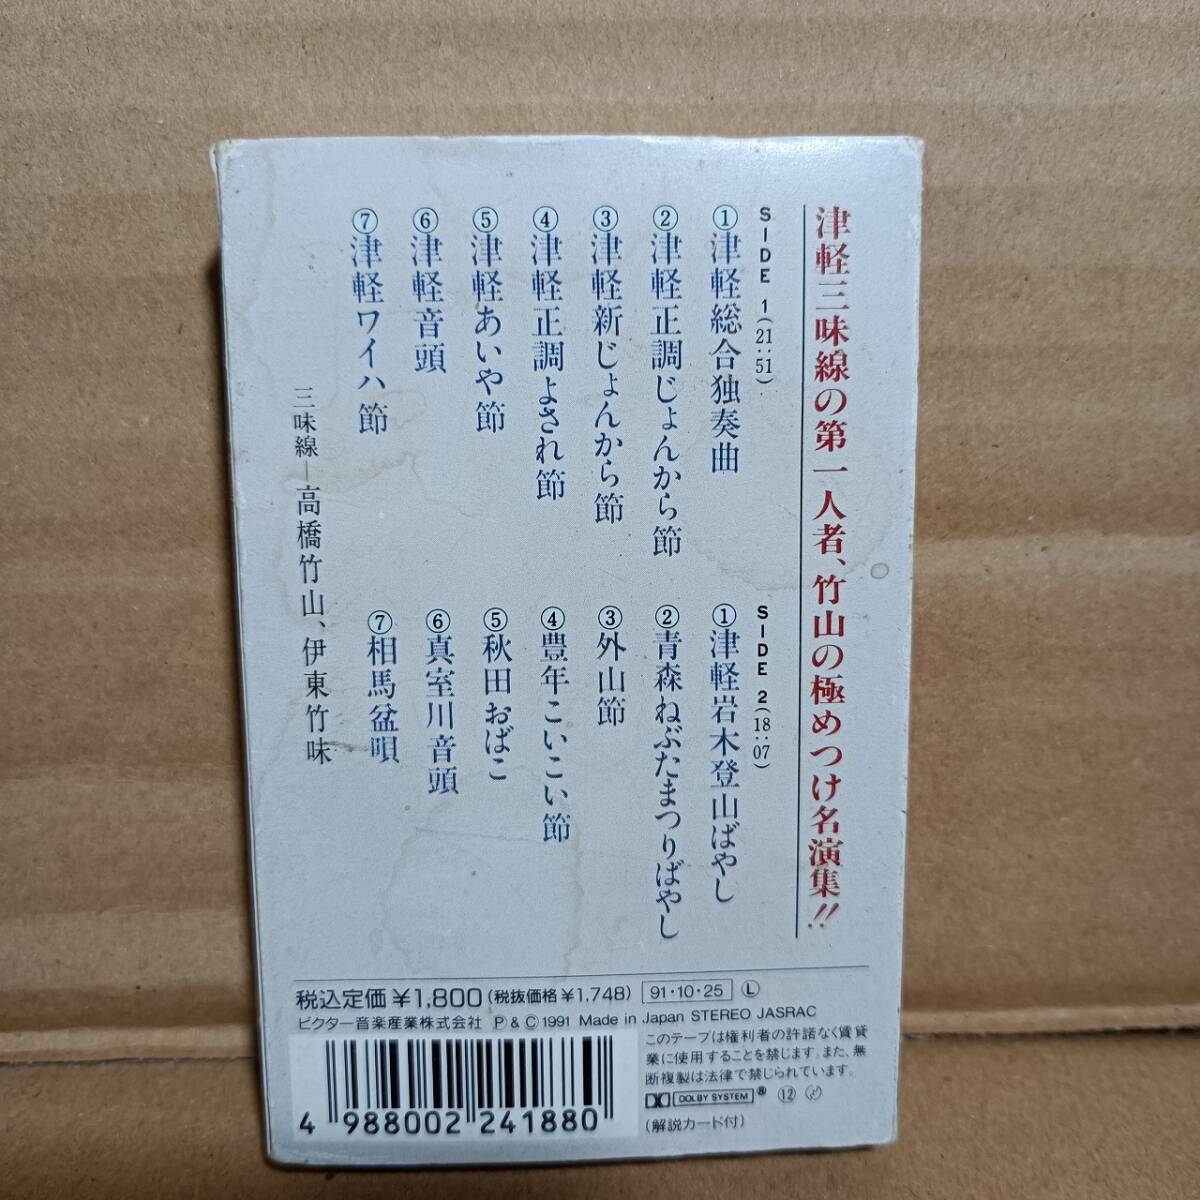 津軽三味線の第一人者、竹山の極めつけ名演集!!
SIDE 1 (21:51)
①津軽総合独奏曲
②津軽正調じょんから節
③津軽新じょんから節
④津軽正調よされ節
⑤津軽あいや節
⑥津軽音頭
⑦津軽ワイハ節
SIDE 2 (18:07)
①津軽岩木登山ばやし
②青森ねぶたまつりばやし
③外山節
④豊年こいこい節
⑤秋田おばこ
⑥真室川音頭
⑦相馬盆唄
三味線―高橋竹山、伊東竹味
税込定価¥1,800(税抜価格¥1,748) 91・10・25 Ⓛ
ビクター音楽産業株式会社 Ⓟ&Ⓒ1991 Made in Japan STEREO JASRAC
このテープは権利者の許諾なく賃貸
業に使用することを禁じます。また、無
断複製は法律で禁じられています。
DOLBY SYSTEM ® ⑫
(解説カード付)
4 988002 241880